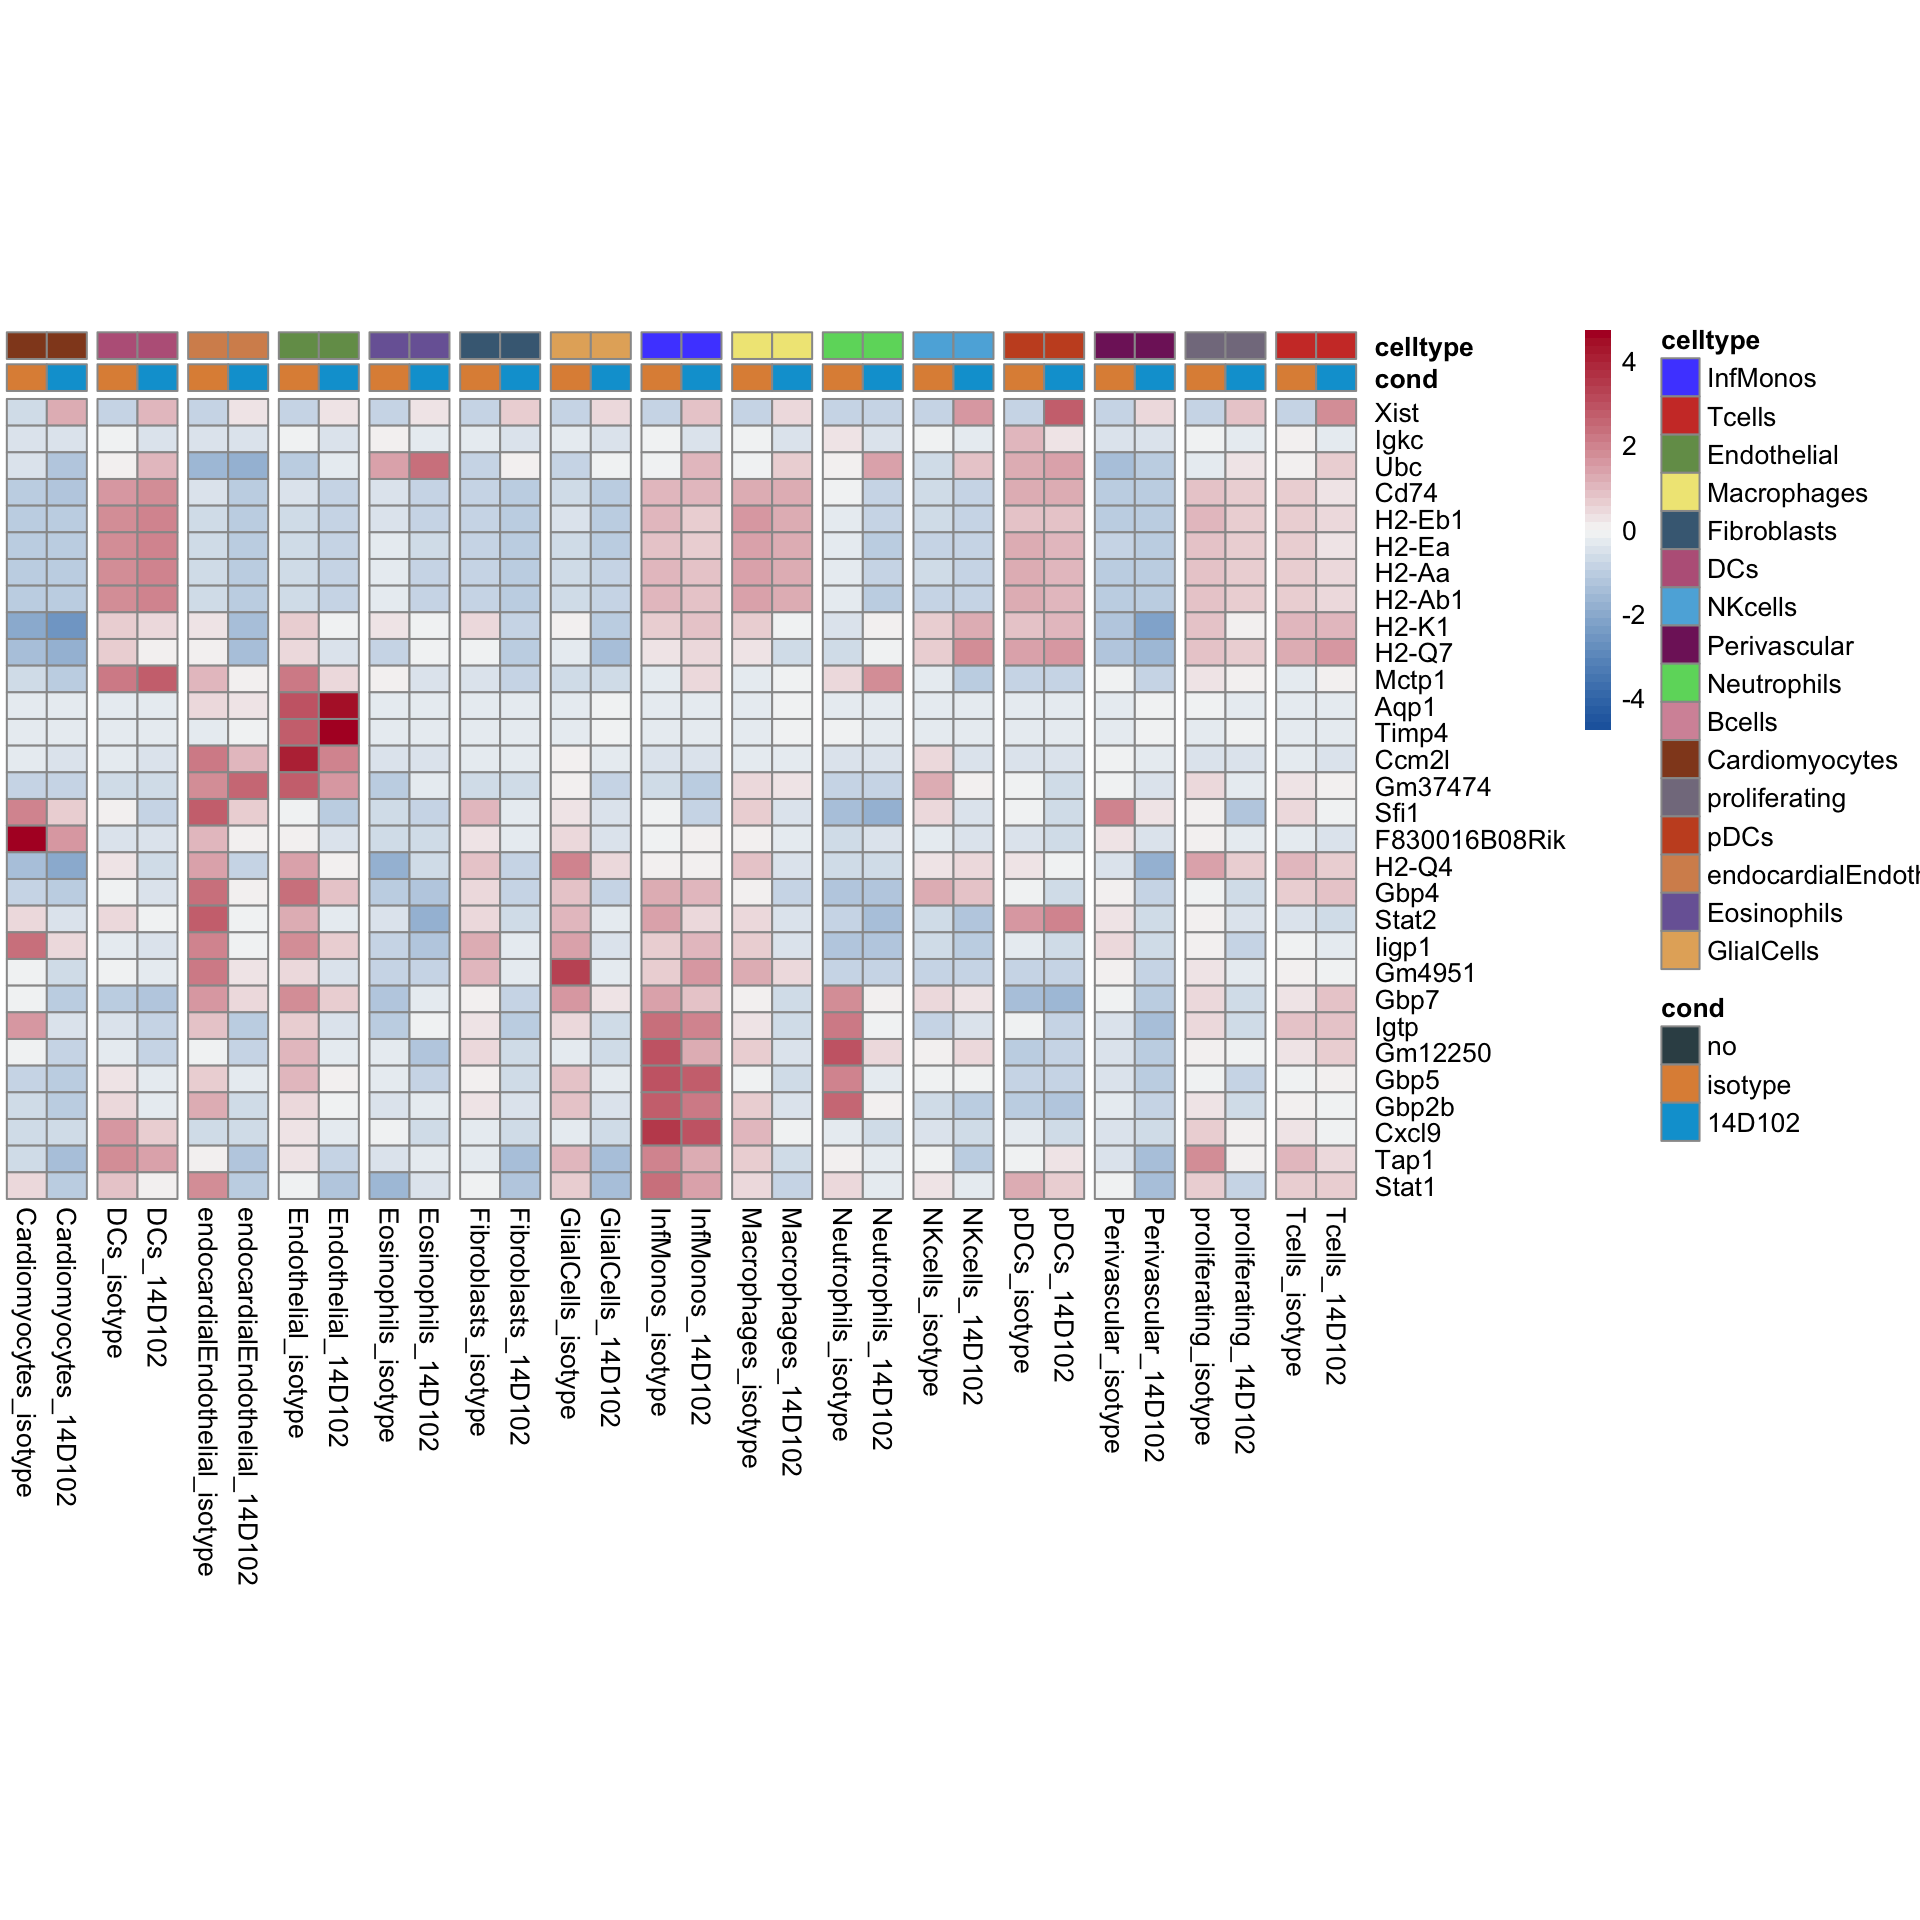 celltype
cond
Xist
Igkc
Ubc
Cd74
H2-Eb1
H2-Ea
H2-Aa
H2-Ab1
H2-K1
H2-Q7
Mctp1
Aqp1
Timp4
Ccm2l
Gm37474
Sfi1
F830016B08Rik
H2-Q4
Gbp4
Stat2
Iigp1
Gm4951
Gbp7
Igtp
Gm12250
Gbp5
Gbp2b
Cxcl9
Tap1
Stat1
Cardiomyocytes_isotype
Cardiomyocytes_14D102
DCs_isotype
DCs_14D102
endocardialEndothelial_isotype
endocardialEndothelial_14D102
Endothelial_isotype
Endothelial_14D102
Eosinophils_isotype
Eosinophils_14D102
Fibroblasts_isotype
Fibroblasts_14D102
GlialCells_isotype
GlialCells_14D102
InfMonos_isotype
InfMonos_14D102
Macrophages_isotype
Macrophages_14D102
Neutrophils_isotype
Neutrophils_14D102
NKcells_isotype
NKcells_14D102
pDCs_isotype
pDCs_14D102
Perivascular_isotype
Perivascular_14D102
proliferating_isotype
proliferating_14D102
Tcells_isotype
Tcells_14D102
4
2
0
-2
-4
celltype
InfMonos
Tcells
Endothelial
Macrophages
Fibroblasts
DCs
NKcells
Perivascular
Neutrophils
Bcells
Cardiomyocytes
proliferating
pDCs
endocardialEndoth
Eosinophils
GlialCells
cond
no
isotype
14D102